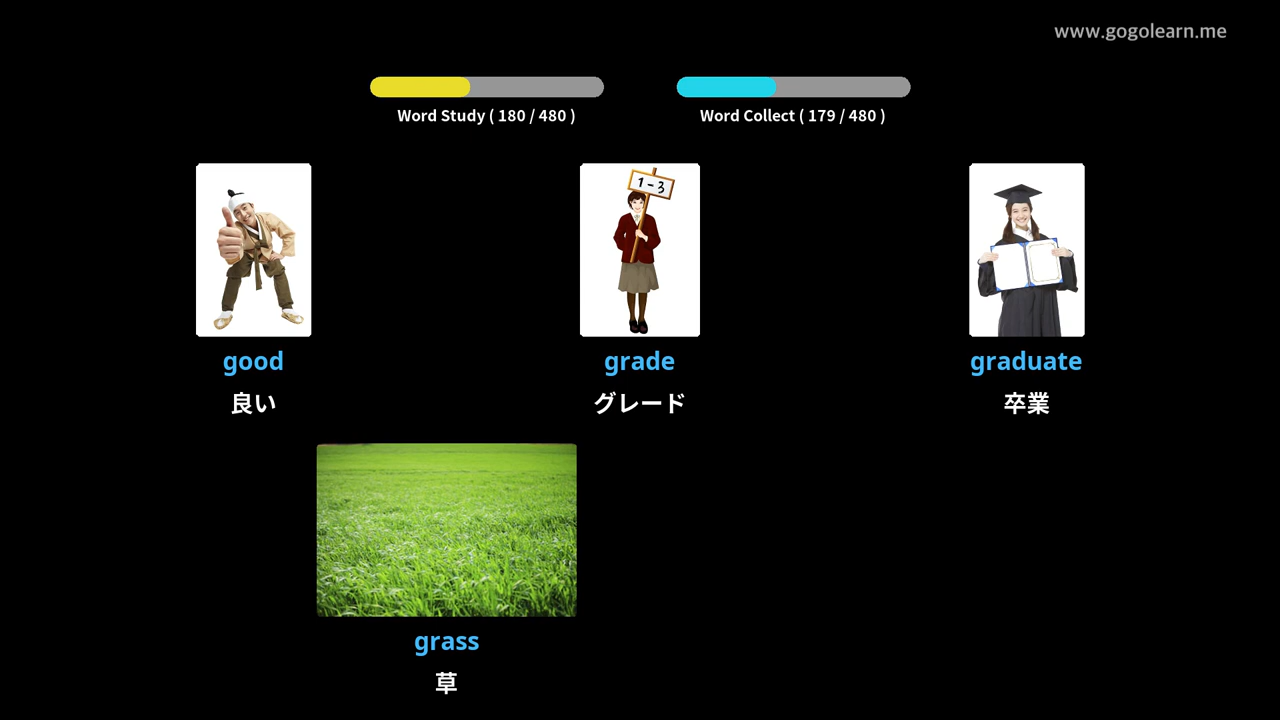 www.gogolearn.me
Word Study ( 180 / 480 )
Word Collect ( 179 / 480 )
1-3
good
grade
graduate
良い
グレード
卒業
grass
草